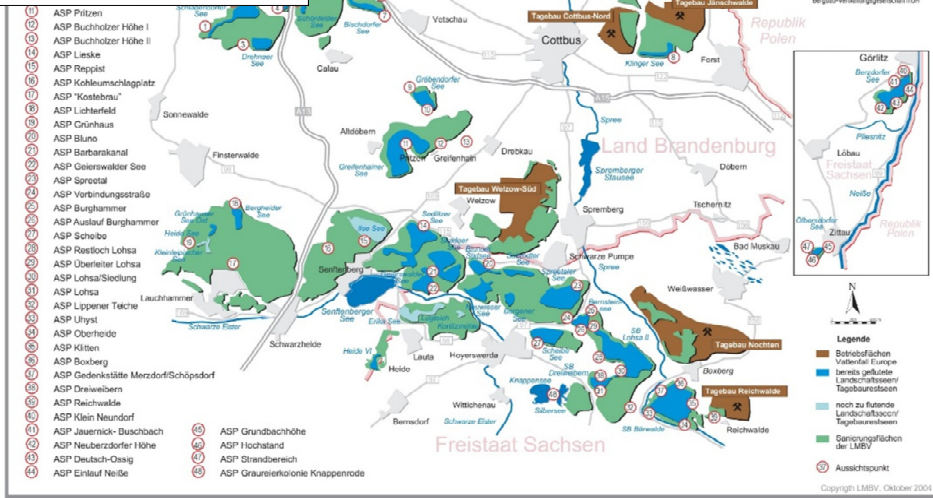 11 ASP Pritzen
12 ASP Buchholzer Höhe I
13 ASP Buchholzer Höhe II
14 ASP Lieske
15 ASP Reppist
16 ASP Kohleumschlagplatz
17 ASP "Kostebrau"
18 ASP Lichterfeld
19 ASP Grünhaus
20 ASP Bluno
21 ASP Barbarakanal
22 ASP Geierswalder See
23 ASP Spreetal
24 ASP Verbindungsstraße
25 ASP Burghammer
26 ASP Auslauf Burghammer
27 ASP Scheibe
28 ASP Restloch Lohsa
29 ASP Überleiter Lohsa
30 ASP Lohsa/Siedlung
31 ASP Lohsa
32 ASP Lippener Teiche
33 ASP Uhyst
34 ASP Oberheide
35 ASP Klitten
36 ASP Boxberg
37 ASP Gedenkstätte Merzdorf/Schöpsdorf
38 ASP Dreiweibern
39 ASP Reichwalde
40 ASP Klein Neundorf
41 ASP Jauernick- Buschbach
42 ASP Neuberzdorfer Höhe
43 ASP Deutsch-Ossig
44 ASP Einlauf Neiße
45 ASP Grundbachhöhe
46 ASP Hochstand
47 ASP Strandbereich
48 ASP Graureierkolonie Knappenrode
Drehnaer See
Bischdorfer See
Vetschau
Calau
Tagebau Cottbus-Nord
Tagebau Jänschwalde
Cottbus
Klinger See
Forst
Republik Polen
Sonnewalde
Finsterwalde
Altdöbern
Gräbendorfer See
Greifenhainer See
Pritzen
Greifenhain
Drebkau
Spree
Land Brandenburg
Spremberger Stausee
Döbern
Tschernitz
Tagebau Welzow-Süd
Welzow
Spremberg
Bad Muskau
Bergheider See
Heide See
Ilse See
Sedlitzer See
Senftenberg
Schwarze Pumpe
Spree
Spreetaler See
Weißwasser
Lauchhammer
Schwarze Elster
Schwarzheide
Senftenberger See
Erika See
Lauta
Heide VI
Heide
Hoyerswerda
Scheibe See
SB Lohsa II
SB Dreiweibern
Tagebau Nochten
Boxberg
Knappensee
Silbersee
Wittichenau
Bernsdorf
Schwarze Elster
SB Bärwalde
Tagebau Reichwalde
Reichwalde
Freistaat Sachsen
Görlitz
Berzdorfer See
Pliesnitz
Löbau
Freistaat Sachsen
Neiße
Olbersdorfer See
Zittau
Republik Polen
N
Legende
Betriebsflächen Vattenfall Europe
bereits geflutete Landschaftsseen/ Tagebaurestseen
noch zu flutende Landschaftsseen/ Tagebaurestseen
Sanierungsflächen der LMBV
37 Aussichtspunkt
Copyrigth LMBV, Oktober 2004